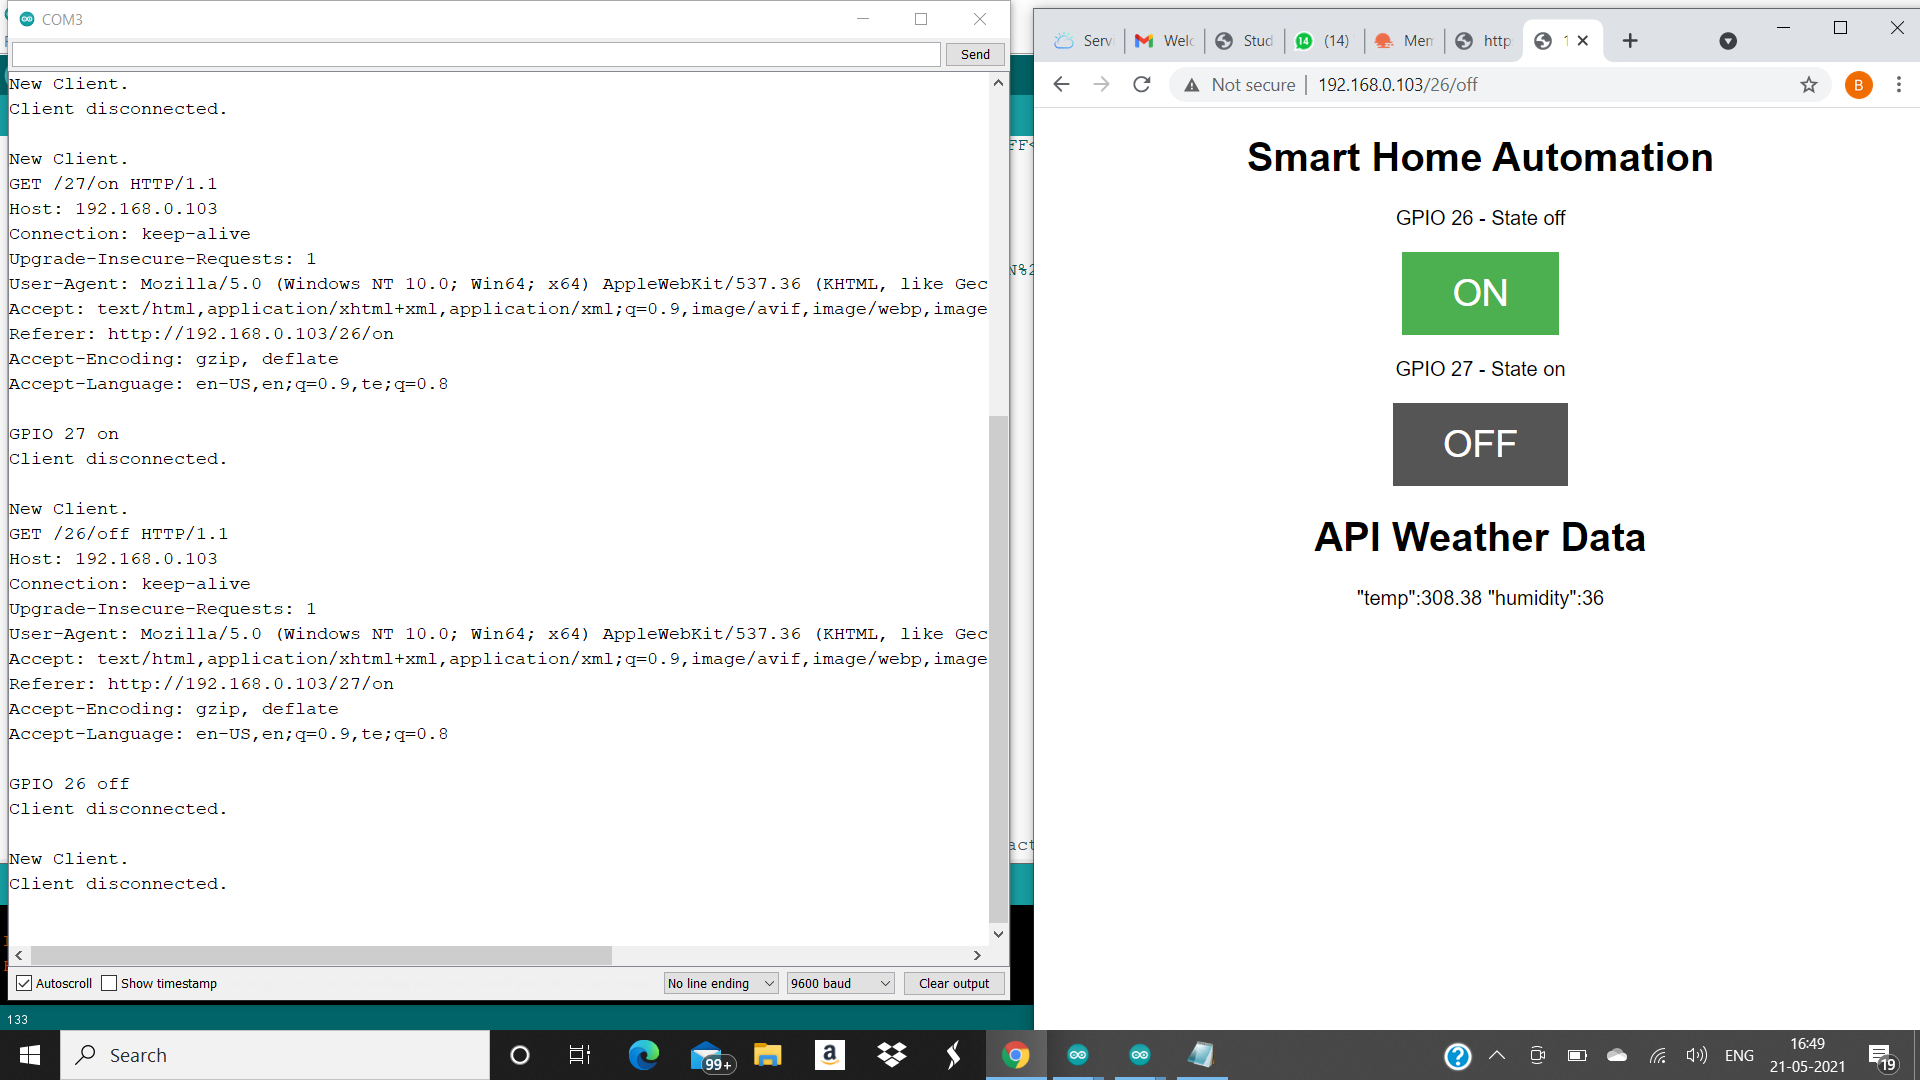 COM3
Send
New Client.
Client disconnected.
New Client.
GET /27/on HTTP/1.1
Host: 192.168.0.103
Connection: keep-alive
Upgrade-Insecure-Requests: 1
User-Agent: Mozilla/5.0 (Windows NT 10.0; Win64; x64) AppleWebKit/537.36 (KHTML, like Gec
Accept: text/html,application/xhtml+xml,application/xml;q=0.9,image/avif,image/webp,image
Referer: http://192.168.0.103/26/on
Accept-Encoding: gzip, deflate
Accept-Language: en-US,en;q=0.9,te;q=0.8
GPIO 27 on
Client disconnected.
New Client.
GET /26/off HTTP/1.1
Host: 192.168.0.103
Connection: keep-alive
Upgrade-Insecure-Requests: 1
User-Agent: Mozilla/5.0 (Windows NT 10.0; Win64; x64) AppleWebKit/537.36 (KHTML, like Gec
Accept: text/html,application/xhtml+xml,application/xml;q=0.9,image/avif,image/webp,image
Referer: http://192.168.0.103/27/on
Accept-Encoding: gzip, deflate
Accept-Language: en-US,en;q=0.9,te;q=0.8
GPIO 26 off
Client disconnected.
New Client.
Client disconnected.
Autoscroll Show timestamp No line ending 9600 baud Clear output
133
FF<
N%2
act
Servi Welc Stud 14 (14) Mem http 1
Not secure 192.168.0.103/26/off B
Smart Home Automation
GPIO 26 - State off
ON
GPIO 27 - State on
OFF
API Weather Data
"temp":308.38 "humidity":36
Search 99+ a ENG 16:49
21-05-2021 19